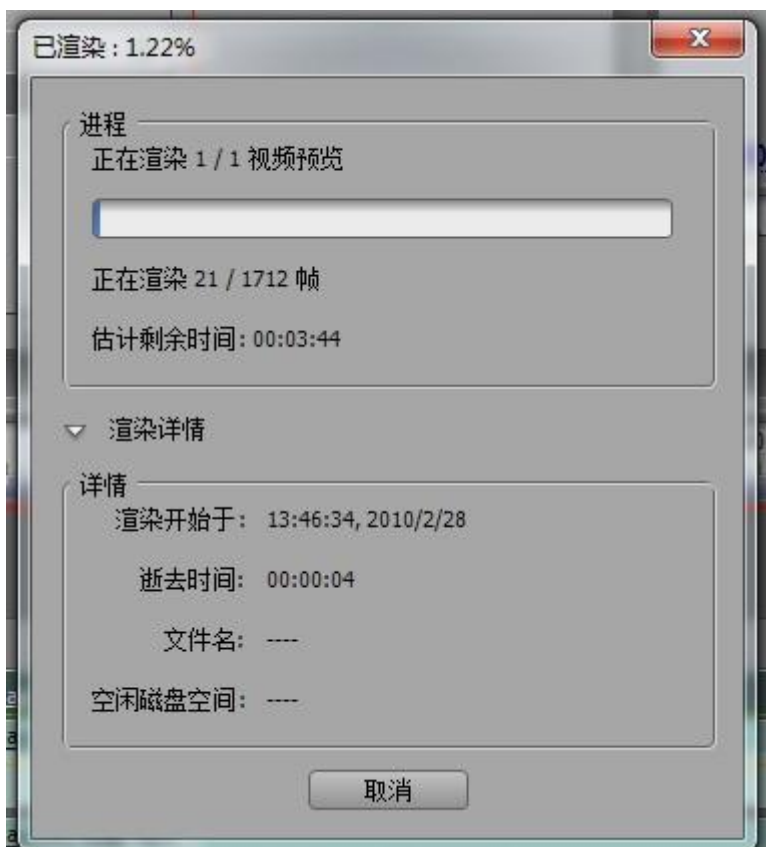 已渲染 : 1.22%
进程
正在渲染 1 / 1 视频预览
正在渲染 21 / 1712 帧
估计剩余时间: 00:03:44
渲染详情
详情
渲染开始于: 13:46:34, 2010/2/28
逝去时间: 00:00:04
文件名: ----
空闲磁盘空间: ----
取消